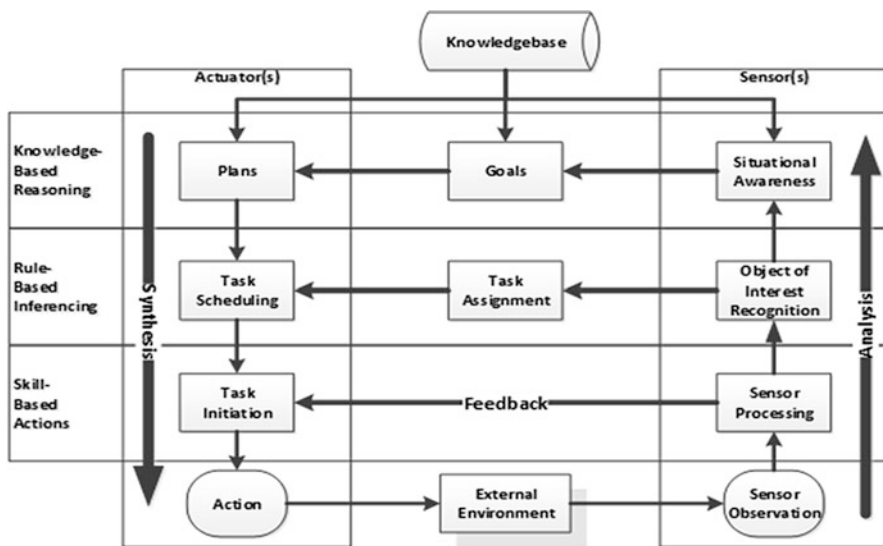 Knowledgebase
Actuator(s)
Sensor(s)
Knowledge-
Based
Reasoning
Plans
Goals
Situational
Awareness
Rule-
Based
Inferencing
Task
Scheduling
Task
Assignment
Object of
Interest
Recognition
Synthesis
Analysis
Skill-
Based
Actions
Task
Initiation
Feedback
Sensor
Processing
Action
External
Environment
Sensor
Observation